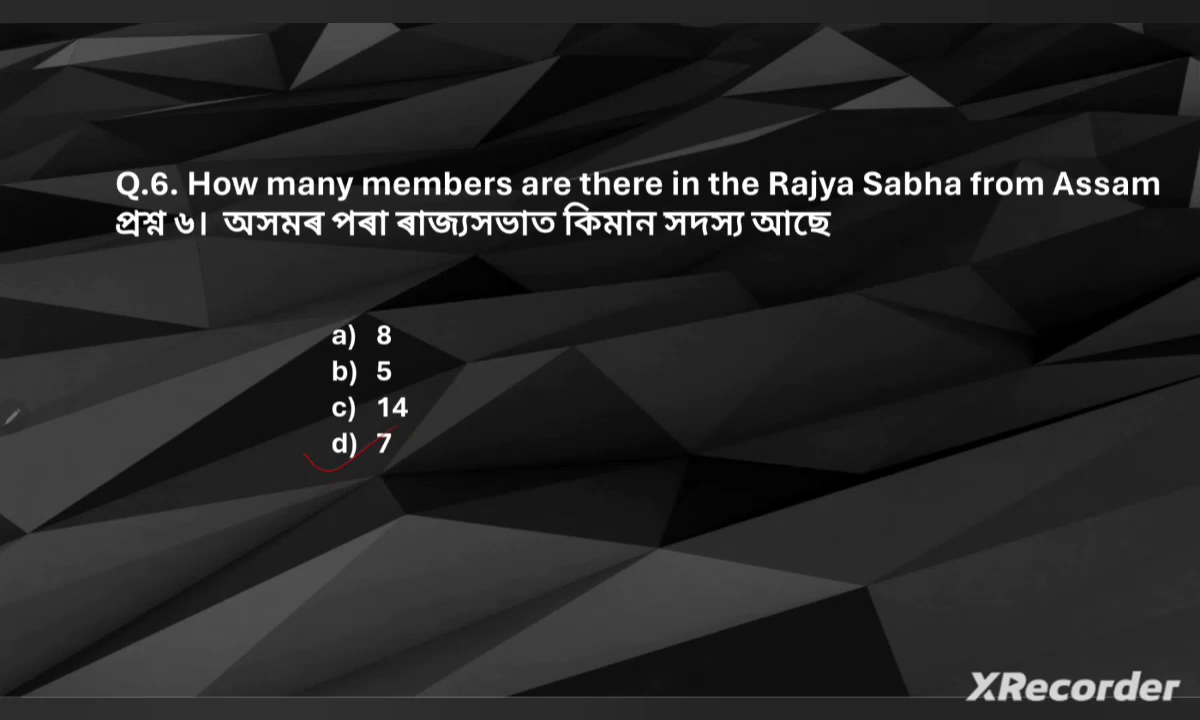 Q.6. How many members are there in the Rajya Sabha from Assam
প্ৰশ্ন ৬। অসমৰ পৰা ৰাজ্যসভাত কিমান সদস্য আছে
a) 8
b) 5
c) 14
d) 7
XRecorder